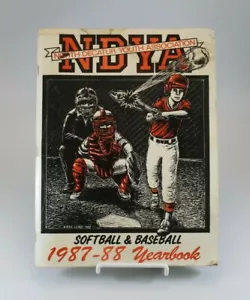 NDYA
NORTH DECATUR YOUTH ASSOCIATION
SOFTBALL & BASEBALL
1987-88 Yearbook